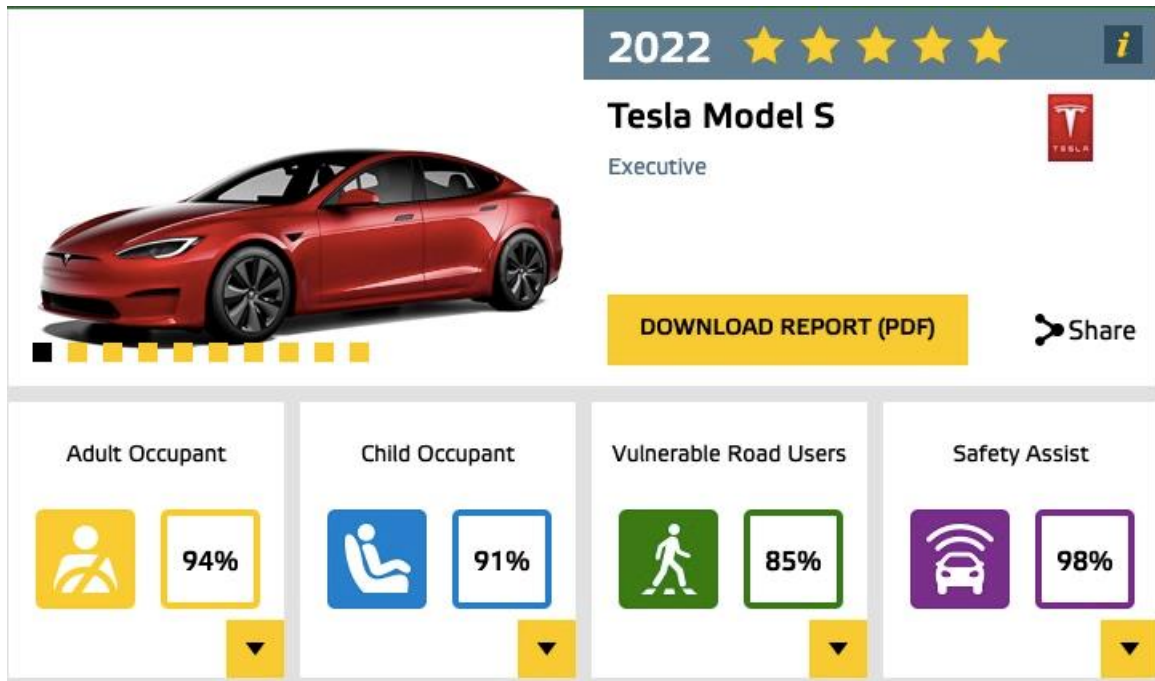 2022
i
Tesla Model S
TESLA
Executive
DOWNLOAD REPORT (PDF)
Share
Adult Occupant
94%
Child Occupant
91%
Vulnerable Road Users
85%
Safety Assist
98%